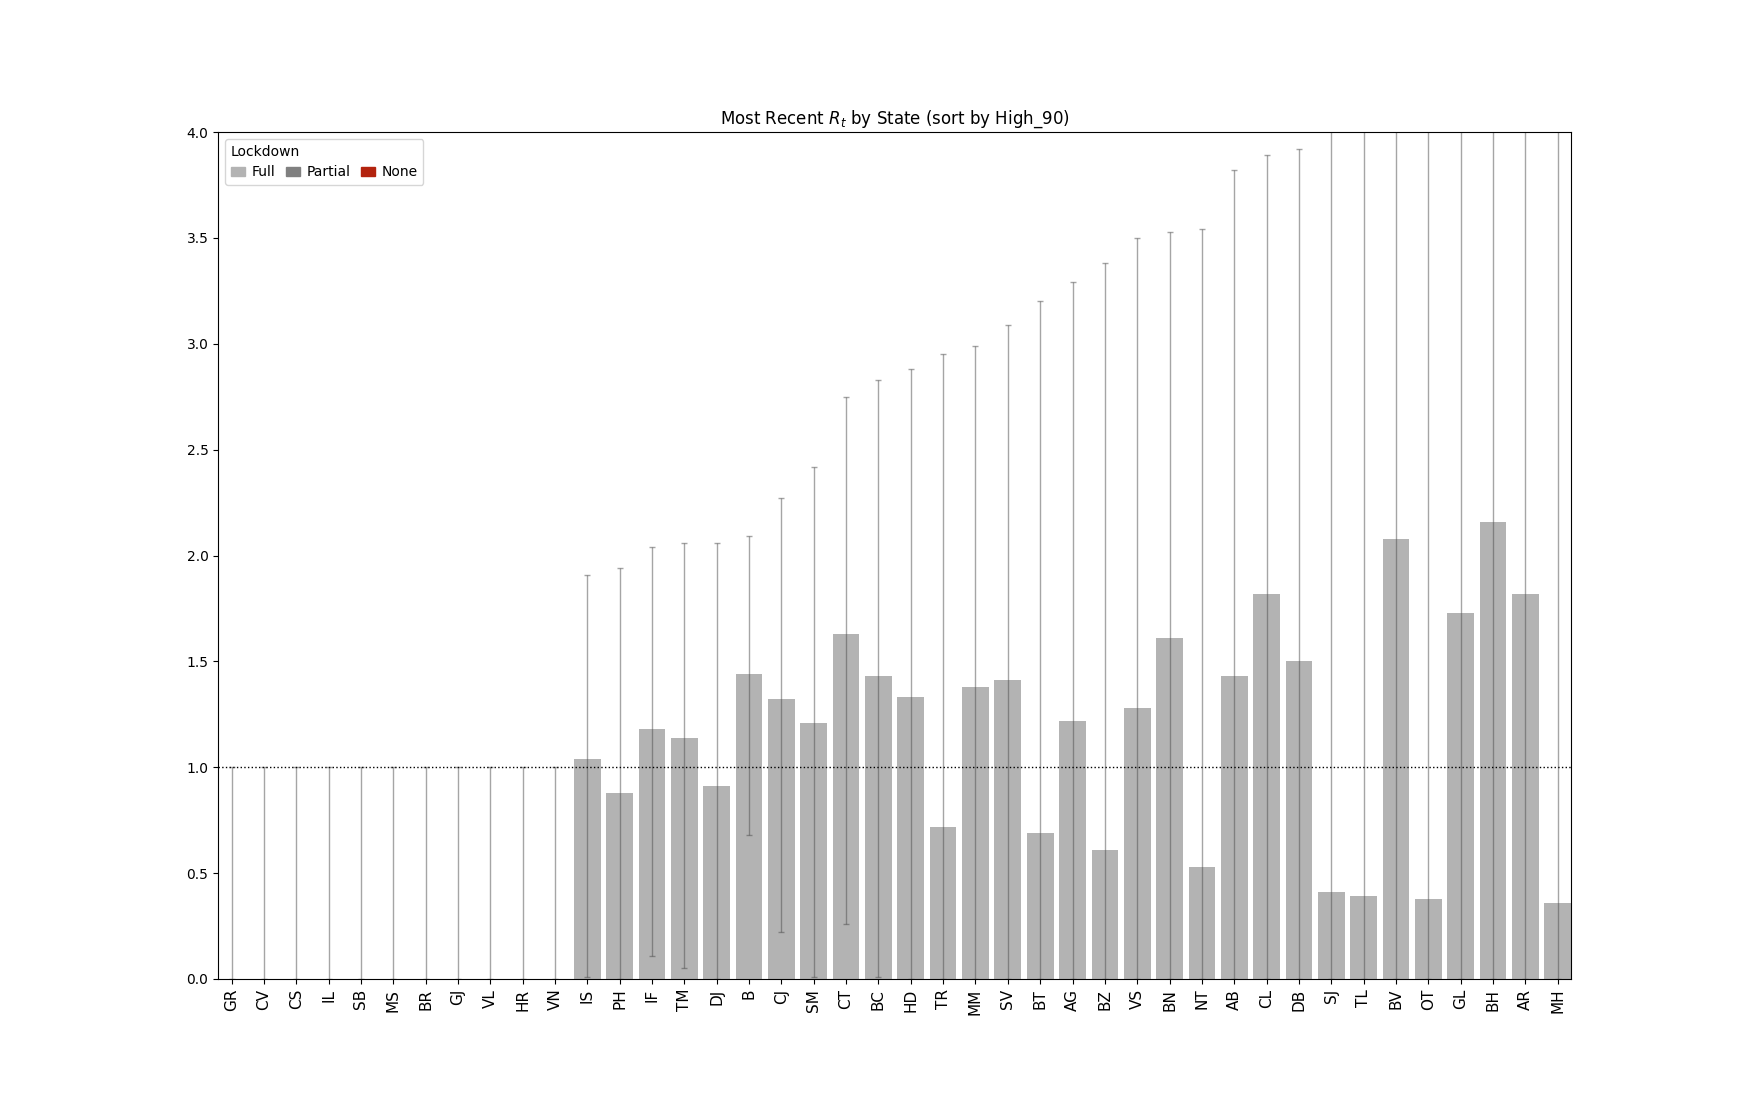 Most Recent R_t by State (sort by High_90)
Lockdown
Full Partial None
4.0
3.5
3.0
2.5
2.0
1.5
1.0
0.5
0.0
GR CV CS IL SB MS BR GJ VL HR VN IS PH IF TM DJ B CJ SM CT BC HD TR MM SV BT AG BZ VS BN NT AB CL DB SJ TL BV OT GL BH AR MH